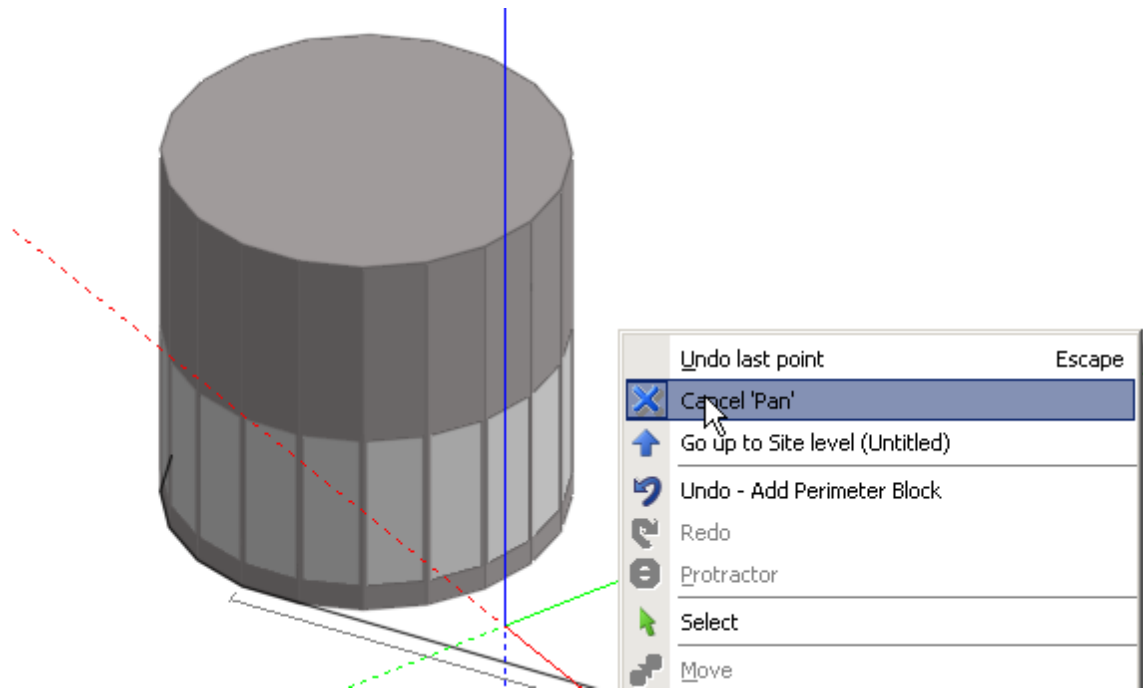 Undo last point Escape
Cancel 'Pan'
Go up to Site level (Untitled)
Undo - Add Perimeter Block
Redo
Protractor
Select
Move